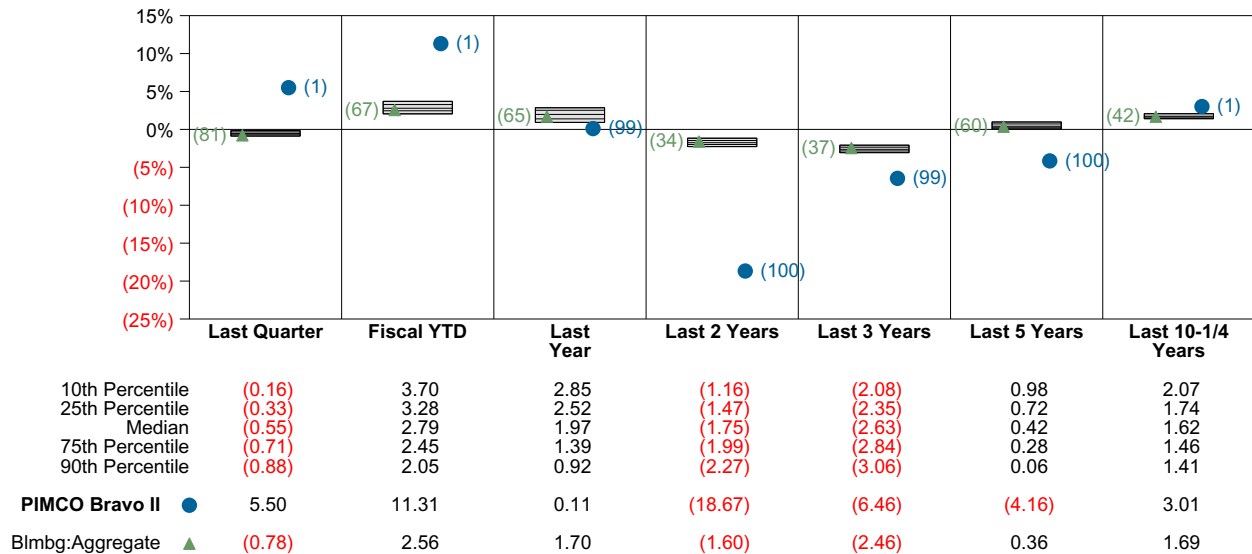 15%
10%
5%
0%
(5%)
(10%)
(15%)
(20%)
(25%)
(81)
(1)
(67)
(1)
(65)
(99)
(34)
(100)
(37)
(99)
(60)
(100)
(42)
(1)
Last Quarter Fiscal YTD Last Year Last 2 Years Last 3 Years Last 5 Years Last 10-1/4 Years
10th Percentile (0.16) 3.70 2.85 (1.16) (2.08) 0.98 2.07
25th Percentile (0.33) 3.28 2.52 (1.47) (2.35) 0.72 1.74
Median (0.55) 2.79 1.97 (1.75) (2.63) 0.42 1.62
75th Percentile (0.71) 2.45 1.39 (1.99) (2.84) 0.28 1.46
90th Percentile (0.88) 2.05 0.92 (2.27) (3.06) 0.06 1.41
PIMCO Bravo II 5.50 11.31 0.11 (18.67) (6.46) (4.16) 3.01
Blmbg:Aggregate (0.78) 2.56 1.70 (1.60) (2.46) 0.36 1.69